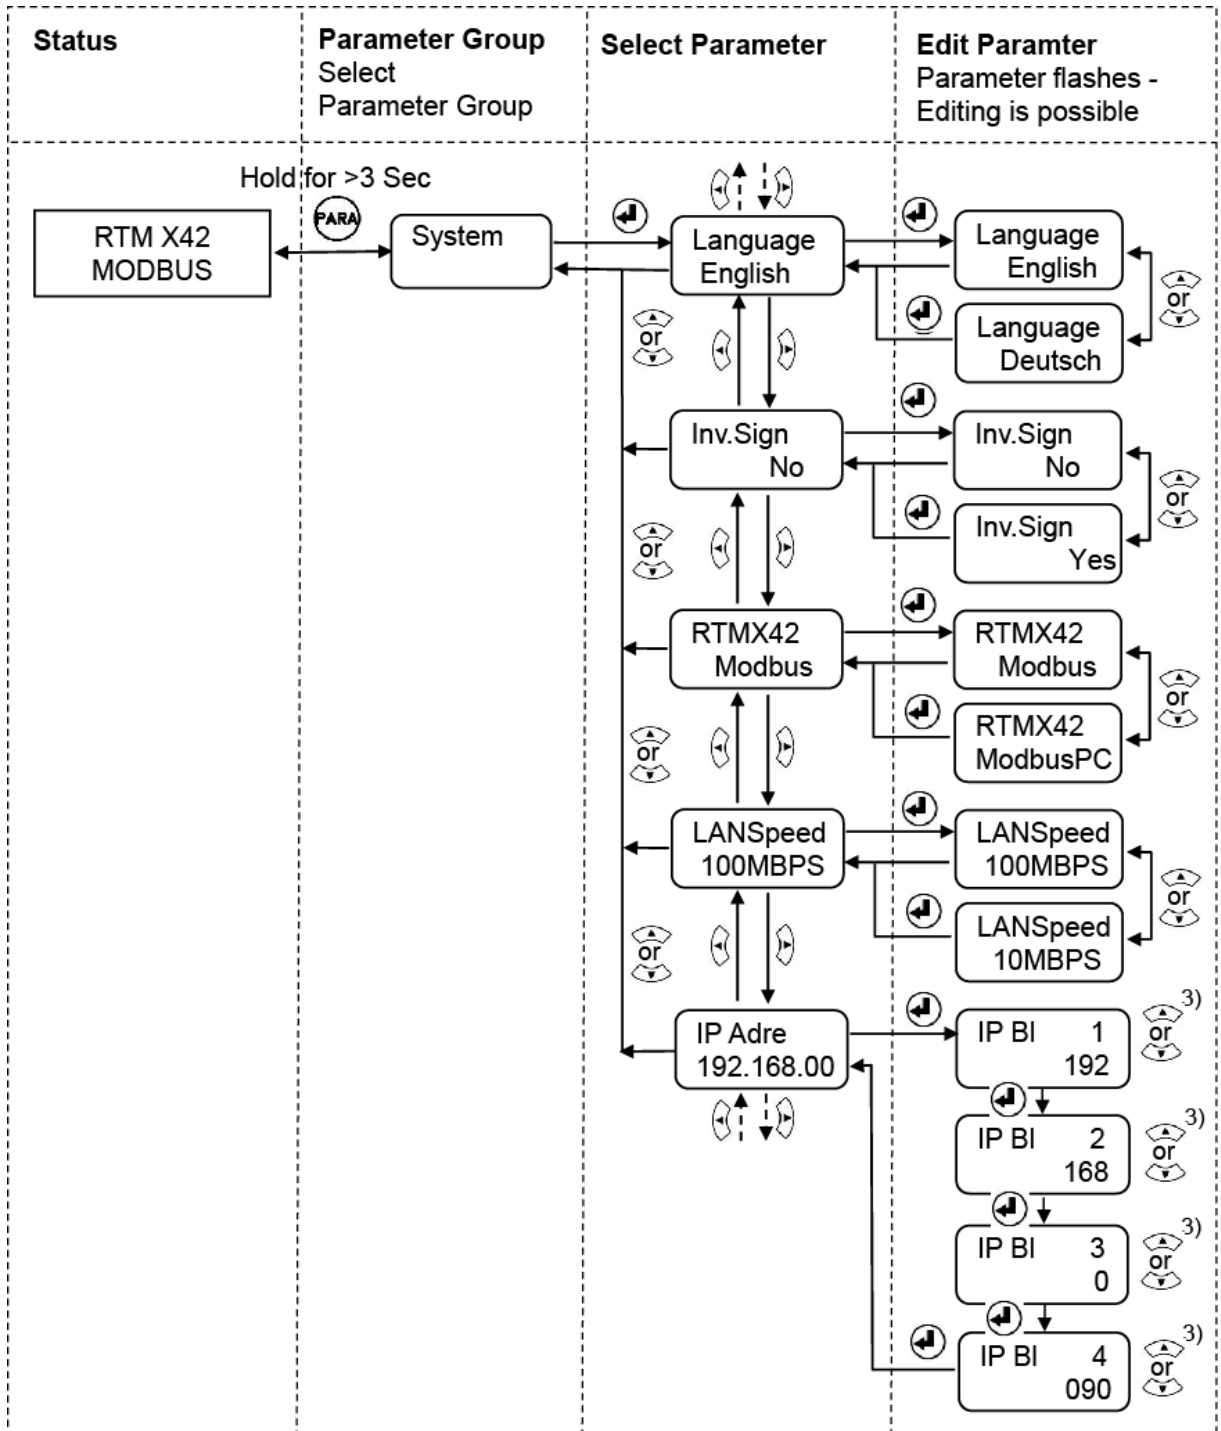 Status
Parameter Group
Select
Parameter Group
Select Parameter
Edit Paramter
Parameter flashes -
Editing is possible
Hold for >3 Sec
PARA
RTM X42
MODBUS
System
Language
English
Language
English
or
Language
Deutsch
or
Inv.Sign
No
Inv.Sign
No
or
Inv.Sign
Yes
or
RTMX42
Modbus
RTMX42
Modbus
or
RTMX42
ModbusPC
or
LANSpeed
100MBPS
LANSpeed
100MBPS
or
LANSpeed
10MBPS
or
IP Adre
192.168.00
IP BI 1
192
or 3)
IP BI 2
168
or 3)
IP BI 3
0
or 3)
IP BI 4
090
or 3)